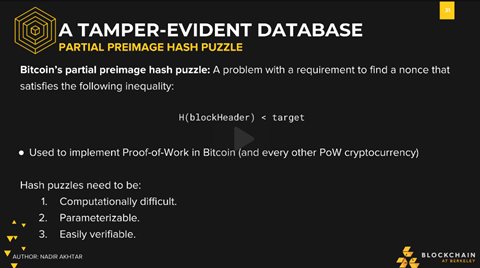 31
A TAMPER-EVIDENT DATABASE
PARTIAL PREIMAGE HASH PUZZLE
Bitcoin's partial preimage hash puzzle: A problem with a requirement to find a nonce that
satisfies the following inequality:
H(blockHeader) < target
● Used to implement Proof-of-Work in Bitcoin (and every other PoW cryptocurrency)
Hash puzzles need to be:
1. Computationally difficult.
2. Parameterizable.
3. Easily verifiable.
AUTHOR: NADIR AKHTAR
BLOCKCHAIN
AT BERKELEY